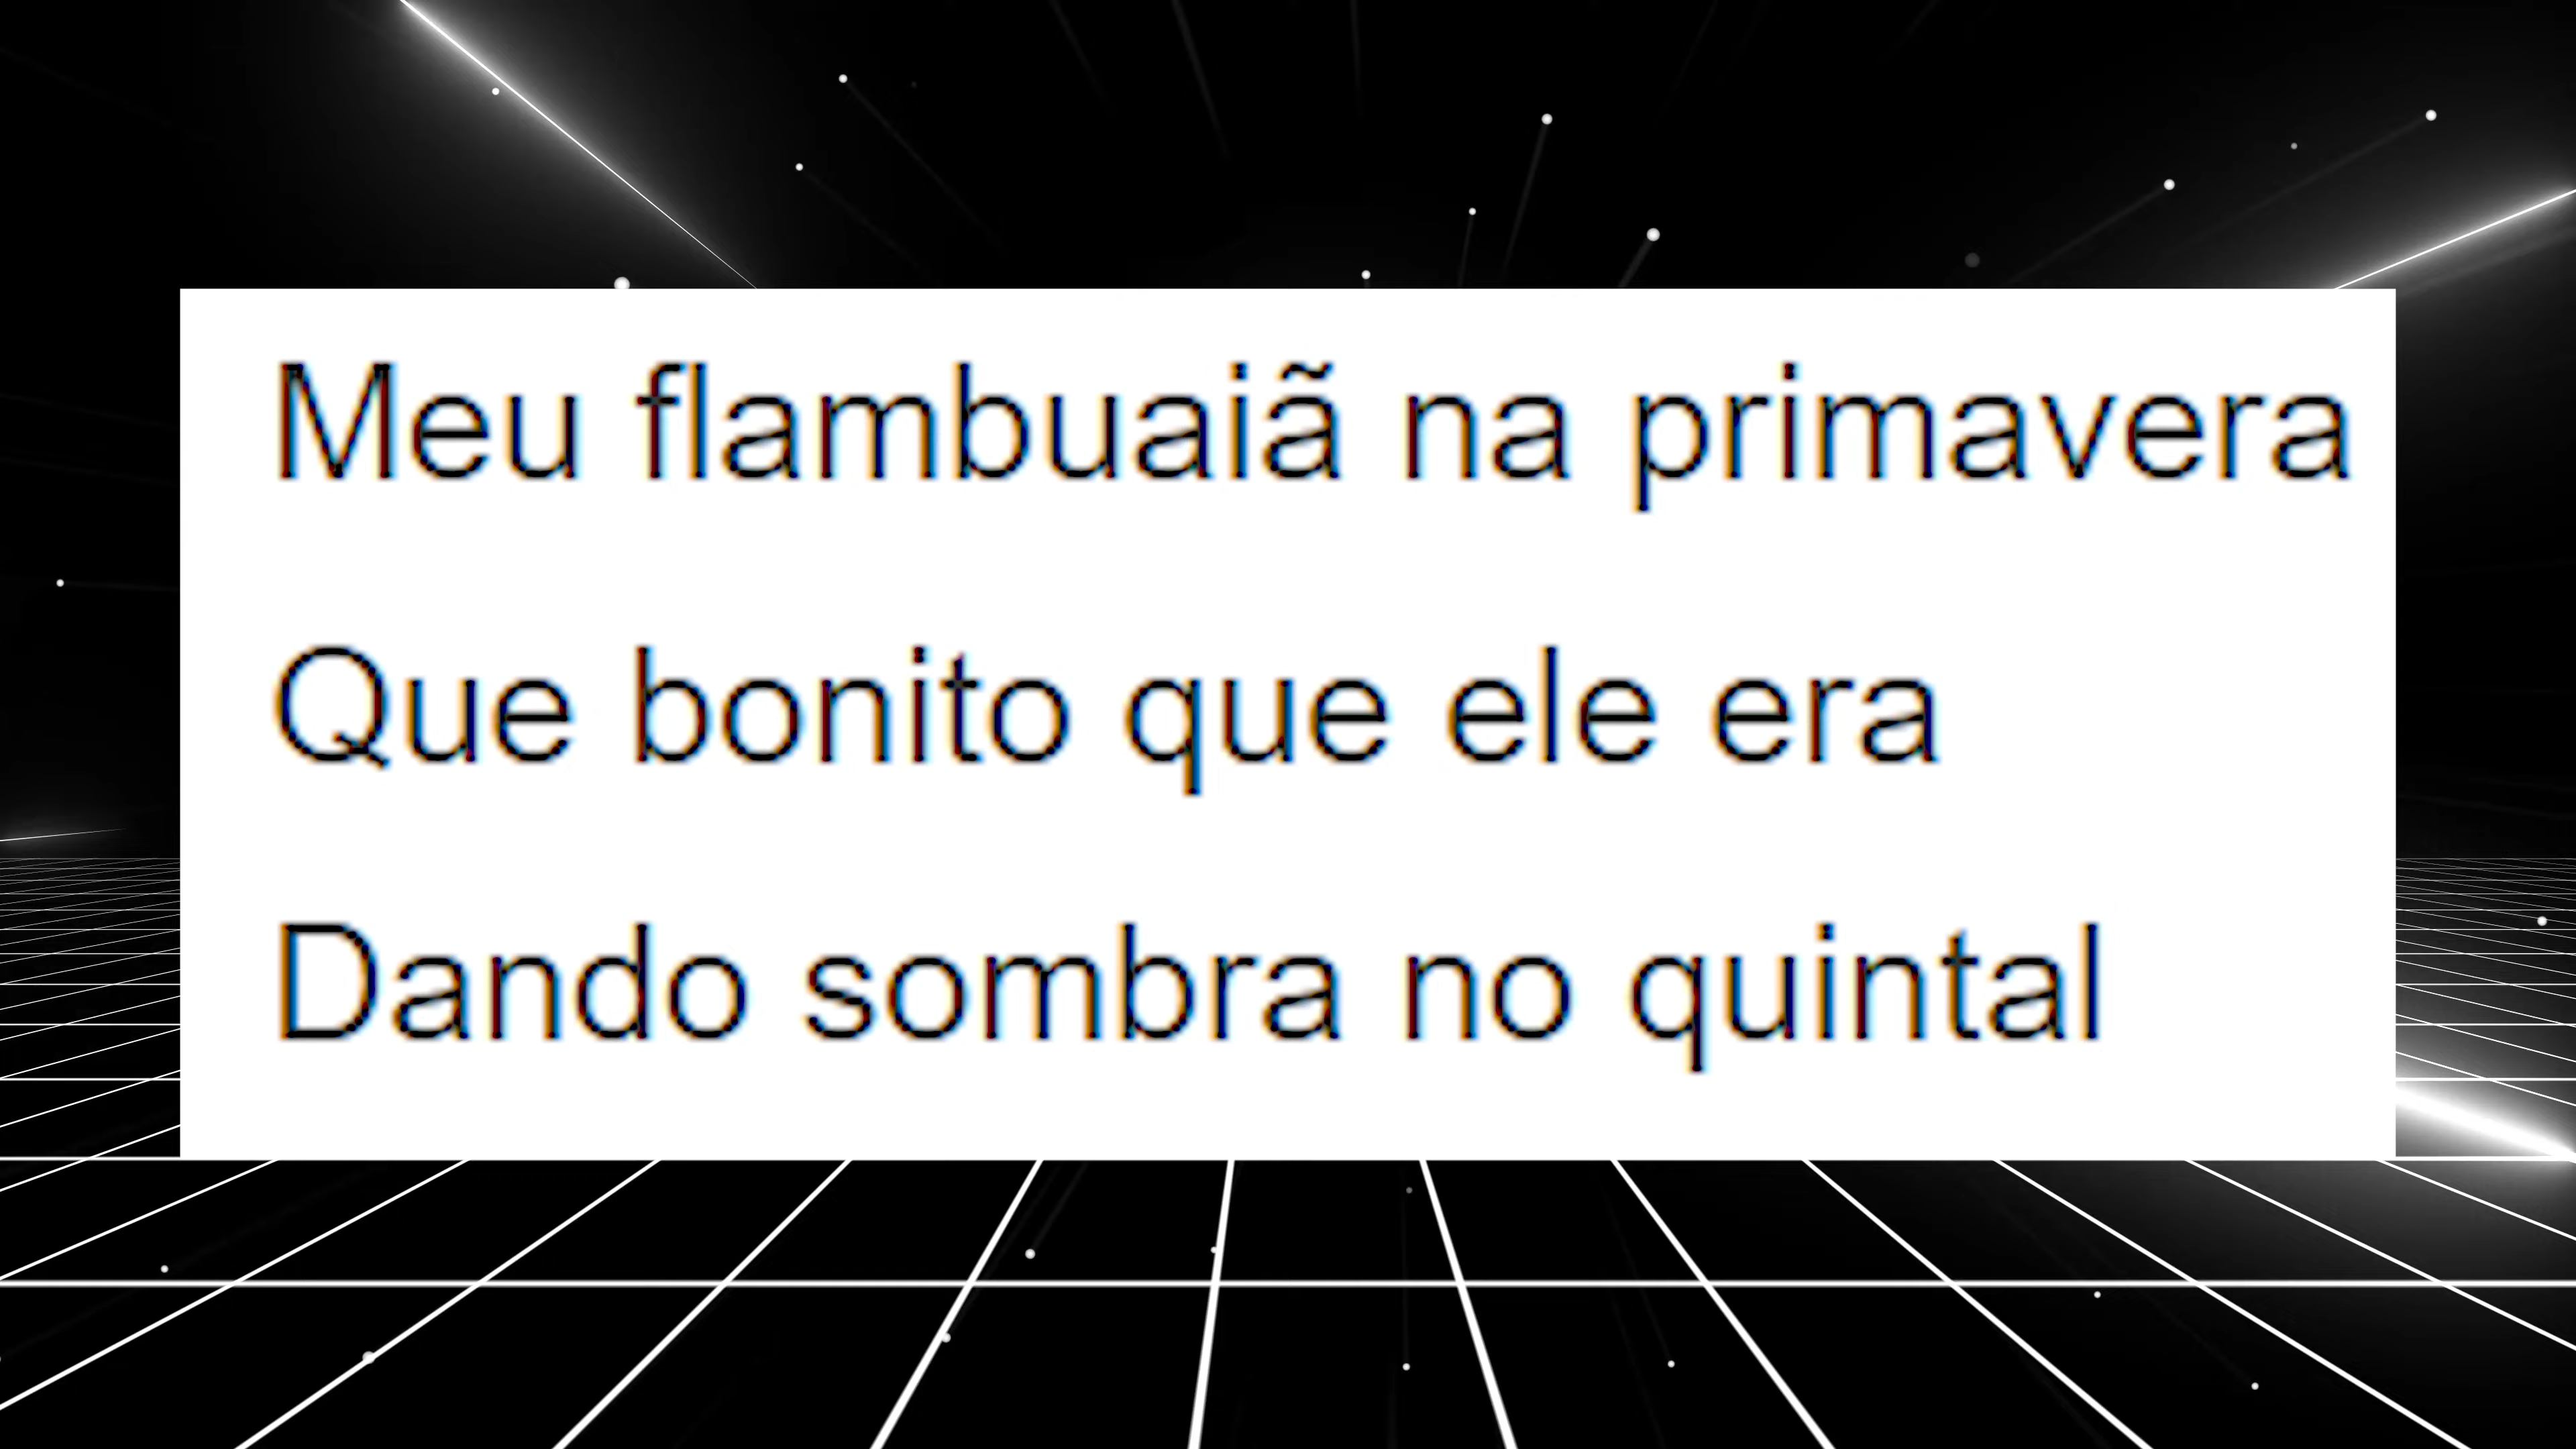 Meu flambuaiã na primavera
Que bonito que ele era
Dando sombra no quintal